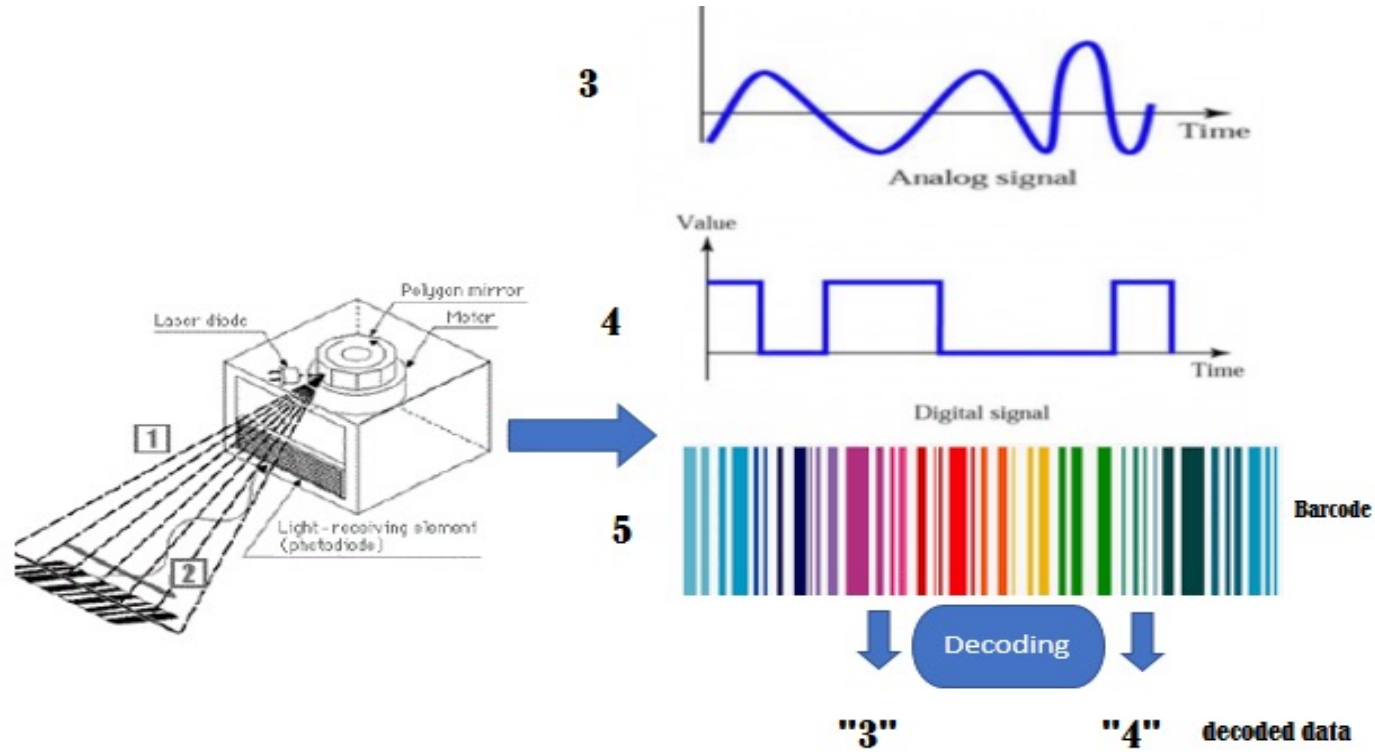 3
Time
Analog signal
Value
4
Time
Digital signal
Polygon mirror
Laser diode
Motor
1
2
Light-receiving element
(photodiode)
5
Barcode
Decoding
"3"
"4"
decoded data